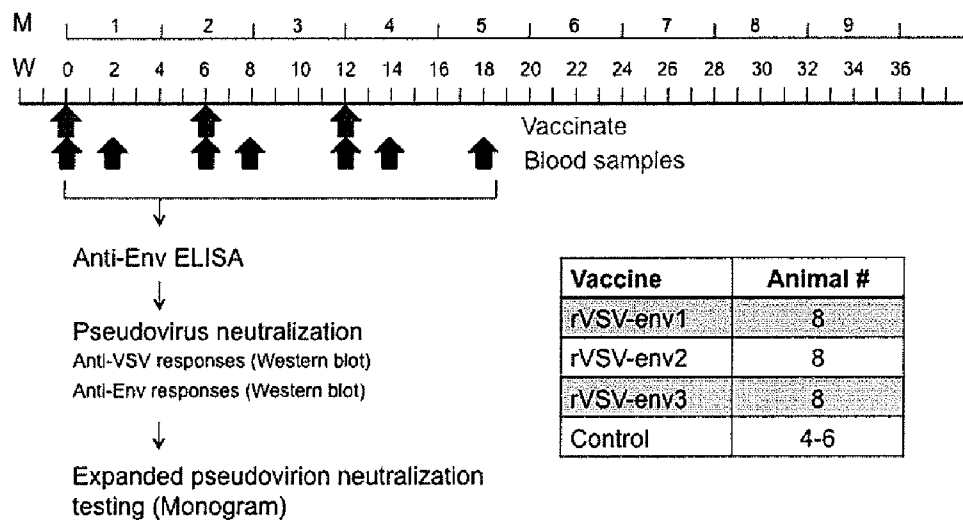 M 1 2 3 4 5 6 7 8 9
W 0 2 4 6 8 10 12 14 16 18 20 22 24 26 28 30 32 34 36
Vaccinate
Blood samples
Anti-Env ELISA
Pseudovirus neutralization
Anti-VSV responses (Western blot)
Anti-Env responses (Western blot)
Expanded pseudovirion neutralization
testing (Monogram)
Vaccine Animal #
rVSV-env1 8
rVSV-env2 8
rVSV-env3 8
Control 4-6